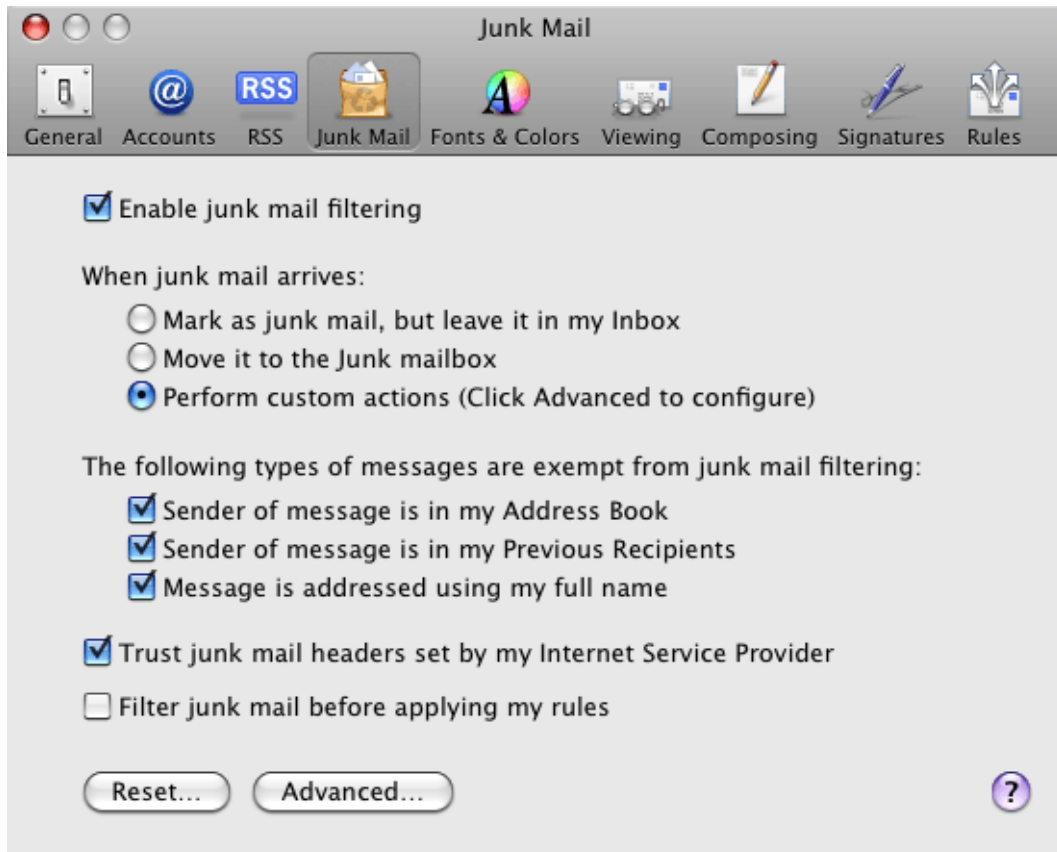 Junk Mail
RSS
General Accounts RSS Junk Mail Fonts & Colors Viewing Composing Signatures Rules
Enable junk mail filtering
When junk mail arrives:
Mark as junk mail, but leave it in my Inbox
Move it to the Junk mailbox
Perform custom actions (Click Advanced to configure)
The following types of messages are exempt from junk mail filtering:
Sender of message is in my Address Book
Sender of message is in my Previous Recipients
Message is addressed using my full name
Trust junk mail headers set by my Internet Service Provider
Filter junk mail before applying my rules
Reset... Advanced... ?